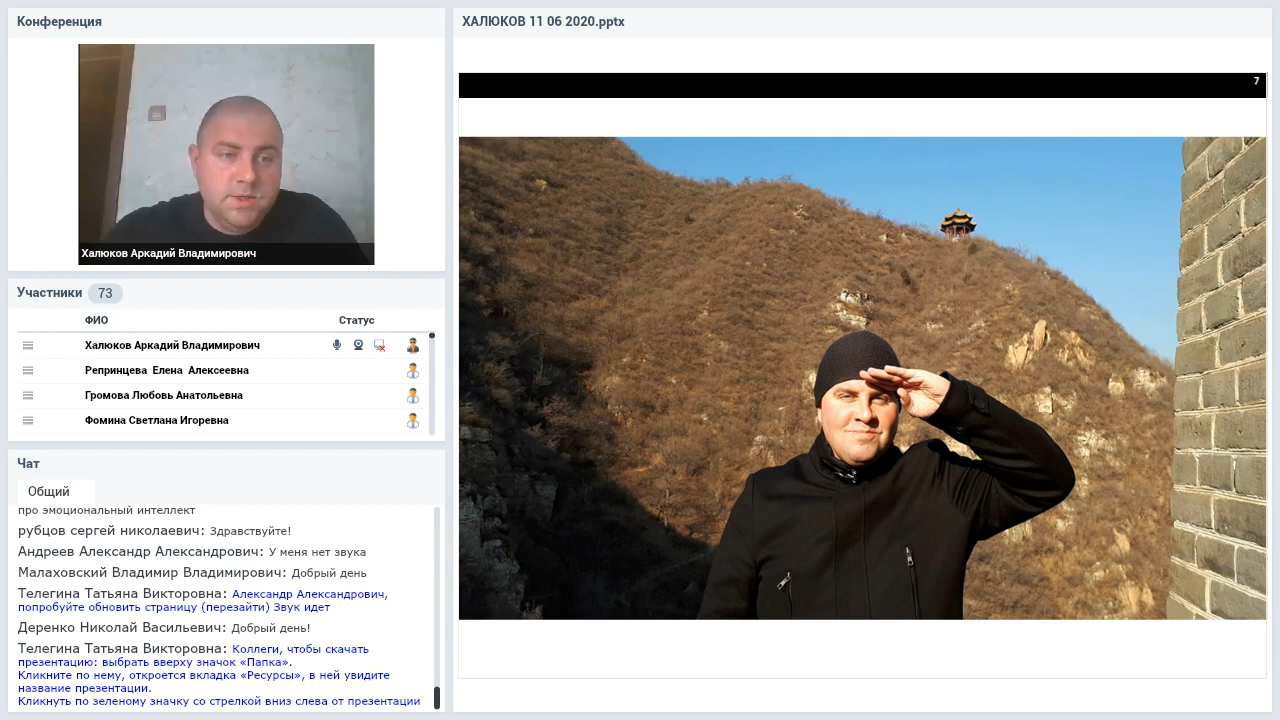 Конференция
Халюков Аркадий Владимирович
Участники 73
ФИО Статус
Халюков Аркадий Владимирович
Репринцева Елена Алексеевна
Громова Любовь Анатольевна
Фомина Светлана Игоревна
Чат
Общий
про эмоциональный интеллект
рубцов сергей николаевич: Здравствуйте!
Андреев Александр Александрович: У меня нет звука
Малаховский Владимир Владимирович: Добрый день
Телегина Татьяна Викторовна: Александр Александрович,
попробуйте обновить страницу (перезайти) Звук идет
Деренко Николай Васильевич: Добрый день!
Телегина Татьяна Викторовна: Коллеги, чтобы скачать
презентацию: выбрать вверху значок «Папка».
Кликните по нему, откроется вкладка «Ресурсы», в ней увидите
название презентации.
Кликнуть по зеленому значку со стрелкой вниз слева от презентации
ХАЛЮКОВ 11 06 2020.pptx
7